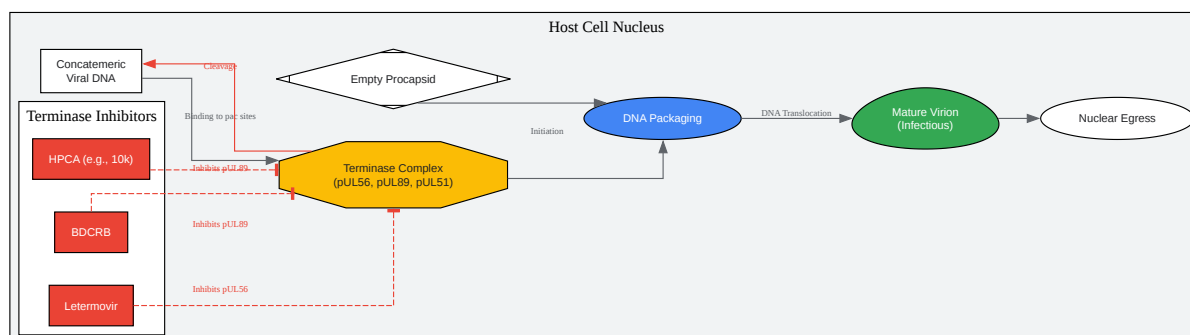 Host Cell Nucleus
Concatemeric
Viral DNA
Cleavage
Empty Procapsid
Binding to pac sites
Initiation
DNA Packaging
DNA Translocation
Mature Virion
(Infectious)
Nuclear Egress
Terminase Inhibitors
HPCA (e.g., 10k)
Inhibits pUL89
Terminase Complex
(pUL56, pUL89, pUL51)
BDCRB
Inhibits pUL89
Letermovir
Inhibits pUL56